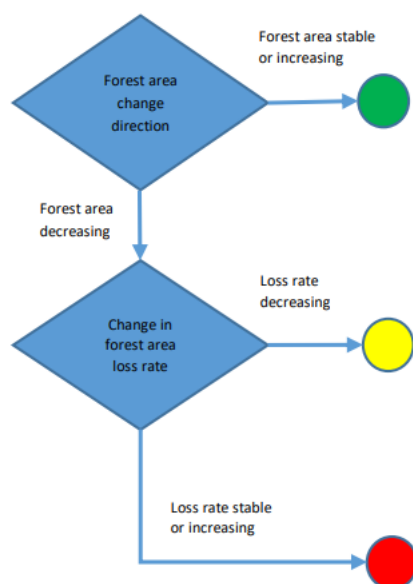 Forest area stable
or increasing
Forest area
change
direction
Forest area
decreasing
Loss rate
decreasing
Change in
forest area
loss rate
Loss rate stable
or increasing